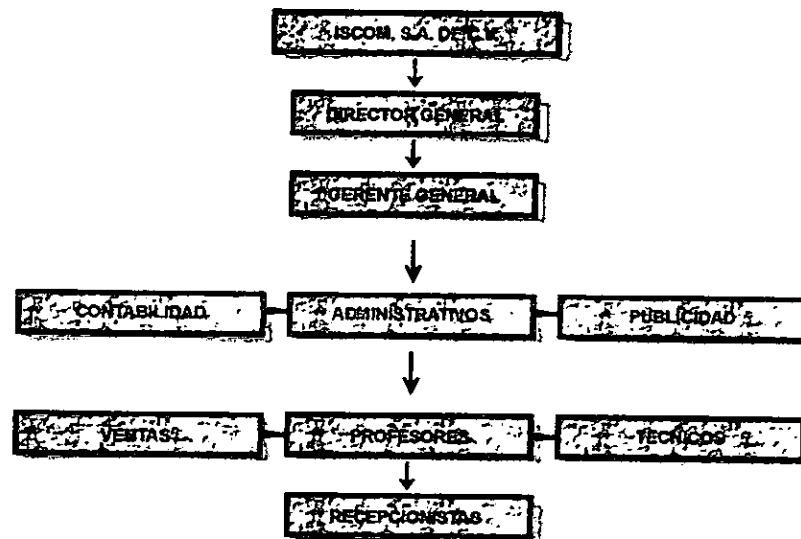 ISCOM, S.A. DE C.V.
DIRECTOR GENERAL
GERENTE GENERAL
CONTABILIDAD ADMINISTRATIVOS PUBLICIDAD
VENTAS PROFESORES TECNICOS
RECEPCIONISTAS